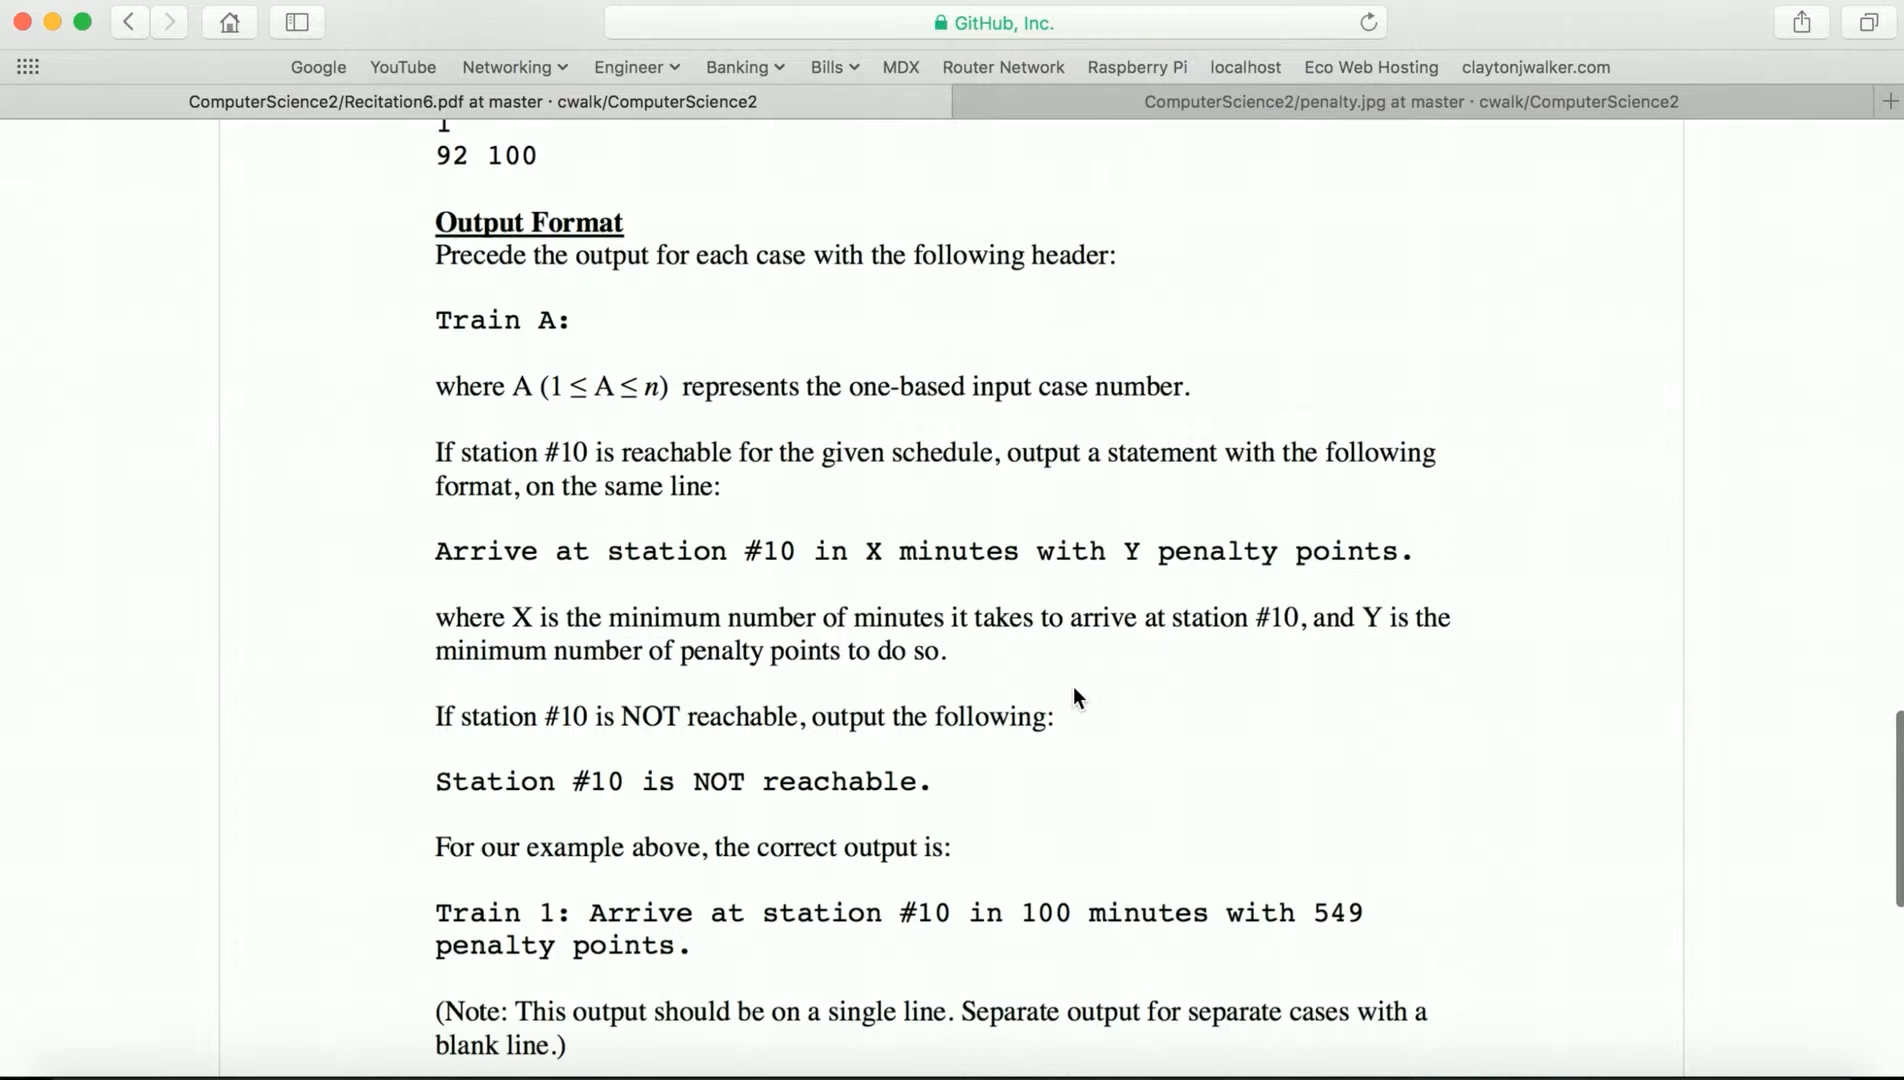 GitHub, Inc.
Google YouTube Networking Engineer Banking Bills MDX Router Network Raspberry Pi localhost Eco Web Hosting claytonjwalker.com
ComputerScience2/Recitation6.pdf at master · cwalk/ComputerScience2 ComputerScience2/penalty.jpg at master · cwalk/ComputerScience2
1
92 100
Output Format
Precede the output for each case with the following header:
Train A:
where A (1 ≤ A ≤ n) represents the one-based input case number.
If station #10 is reachable for the given schedule, output a statement with the following
format, on the same line:
Arrive at station #10 in X minutes with Y penalty points.
where X is the minimum number of minutes it takes to arrive at station #10, and Y is the
minimum number of penalty points to do so.
If station #10 is NOT reachable, output the following:
Station #10 is NOT reachable.
For our example above, the correct output is:
Train 1: Arrive at station #10 in 100 minutes with 549
penalty points.
(Note: This output should be on a single line. Separate output for separate cases with a
blank line.)